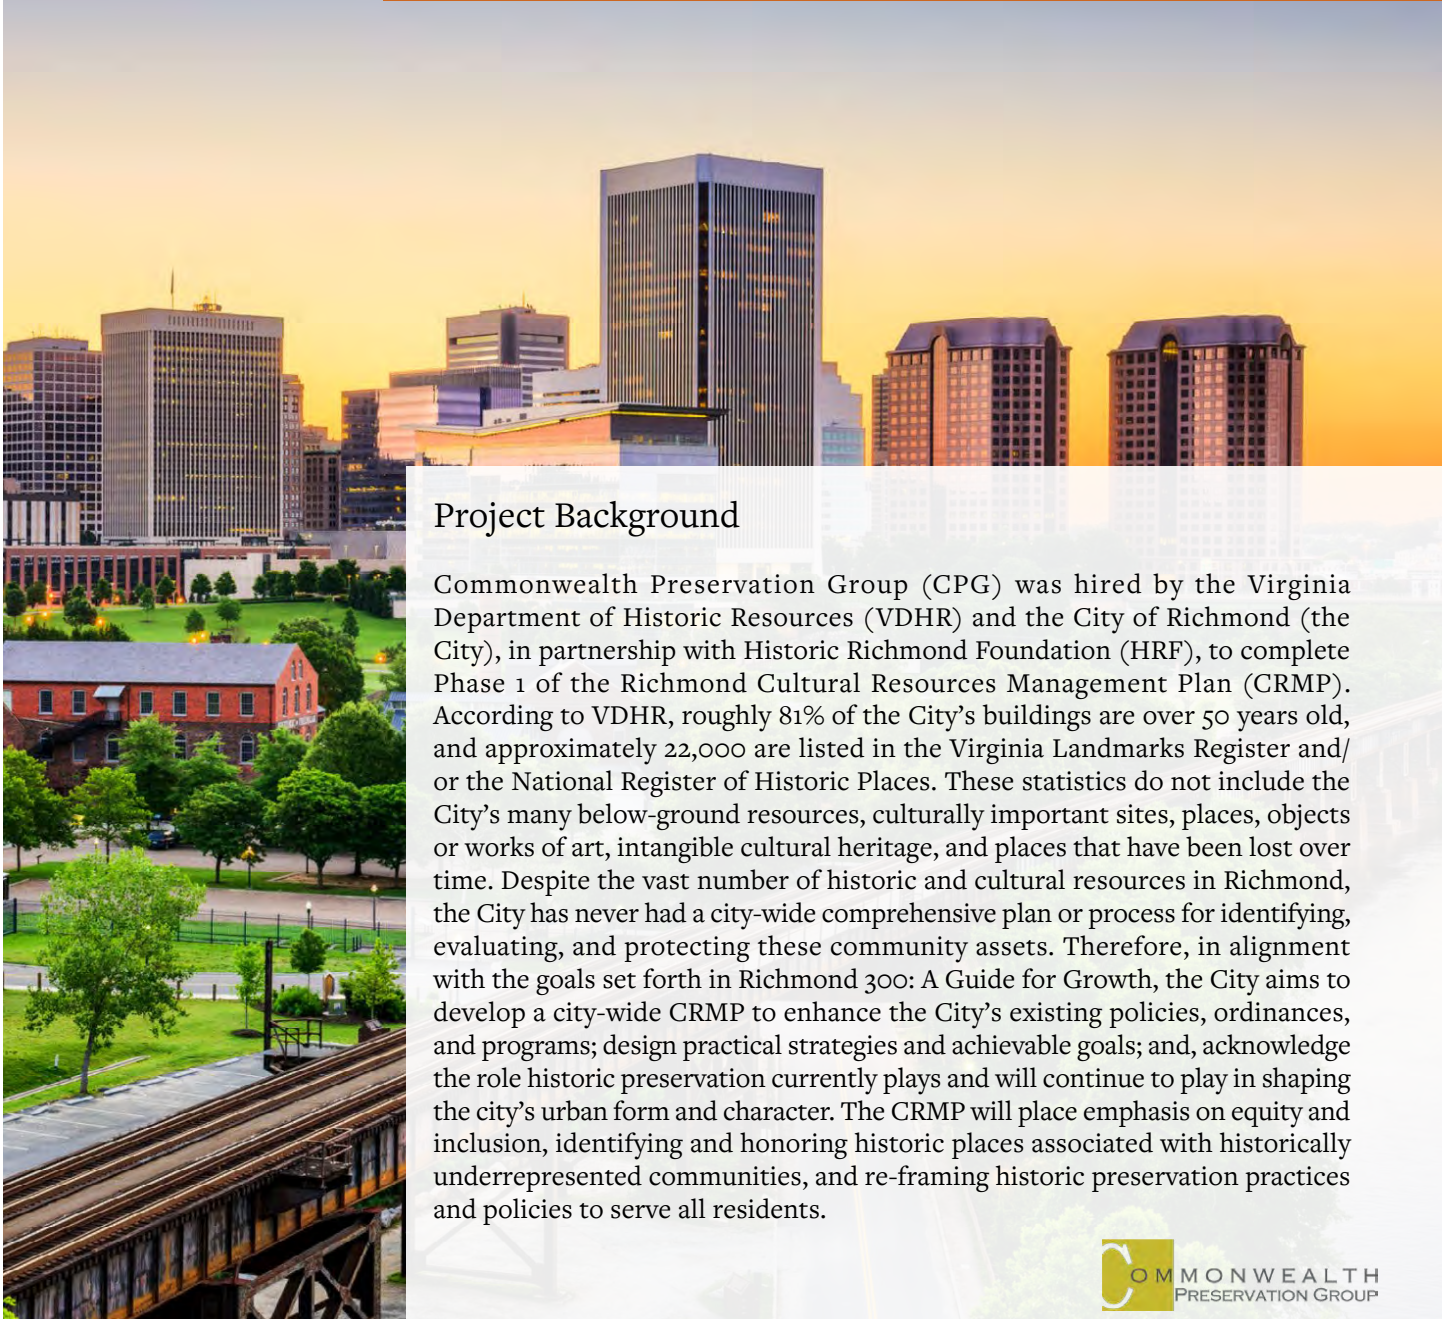 Project Background
Commonwealth Preservation Group (CPG) was hired by the Virginia
Department of Historic Resources (VDHR) and the City of Richmond (the
City), in partnership with Historic Richmond Foundation (HRF), to complete
Phase 1 of the Richmond Cultural Resources Management Plan (CRMP).
According to VDHR, roughly 81% of the City’s buildings are over 50 years old,
and approximately 22,000 are listed in the Virginia Landmarks Register and/
or the National Register of Historic Places. These statistics do not include the
City’s many below-ground resources, culturally important sites, places, objects
or works of art, intangible cultural heritage, and places that have been lost over
time. Despite the vast number of historic and cultural resources in Richmond,
the City has never had a city-wide comprehensive plan or process for identifying,
evaluating, and protecting these community assets. Therefore, in alignment
with the goals set forth in Richmond 300: A Guide for Growth, the City aims to
develop a city-wide CRMP to enhance the City’s existing policies, ordinances,
and programs; design practical strategies and achievable goals; and, acknowledge
the role historic preservation currently plays and will continue to play in shaping
the city’s urban form and character. The CRMP will place emphasis on equity and
inclusion, identifying and honoring historic places associated with historically
underrepresented communities, and re-framing historic preservation practices
and policies to serve all residents.
COMMONWEALTH
PRESERVATION GROUP